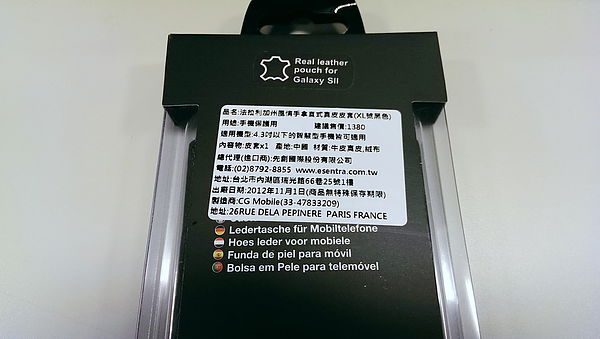 Real leather
pouch for
Galaxy SII
品名:法拉利加州風情手拿直式真皮皮套(XL號黑色)
用途:手機保護用 建議售價:1380
適用機型:4.3吋以下的智慧型手機皆可適用
內容物:皮套x1 產地:中國 材質:牛皮真皮,絨布
總代理(進口商):先創國際股份有限公司
電話:(02)8792-8855 www.esentra.com.tw
地址:台北市內湖區瑞光路66巷25號1樓
出廠日期:2012年11月1日(商品無特殊保存期限)
製造商:CG Mobile(33-47833209)
地址:26RUE DELA PEPINERE PARIS FRANCE
Ledertasche für Mobiltelefone
Hoes leder voor mobiele
Funda de piel para móvil
Bolsa em Pele para telemóvel